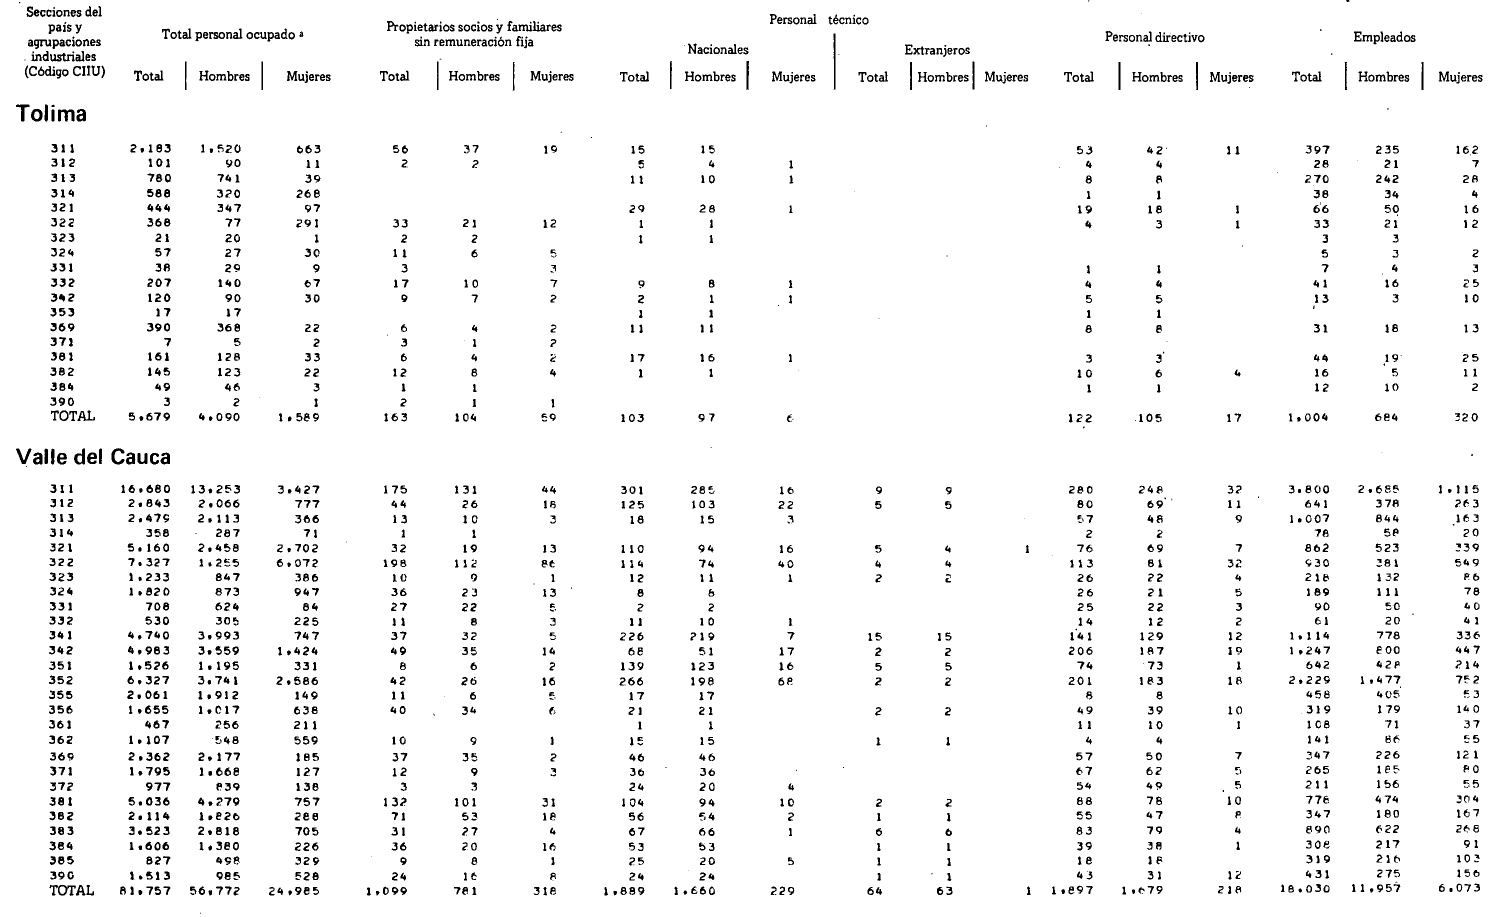 Secciones del país y agrupaciones industriales (Código CIIU) | Total personal ocupado a | Propietarios socios y familiares sin remuneración fija | Personal técnico | Personal directivo | Empleados
Nacionales | Extranjeros
Total Hombres Mujeres Total Hombres Mujeres Total Hombres Mujeres Total Hombres Mujeres Total Hombres Mujeres Total Hombres Mujeres
Tolima
311 2.183 1.520 663 56 37 19 15 15 53 42 11 397 235 162
312 101 90 11 2 2 5 4 1 4 4 28 21 7
313 780 741 39 11 10 1 8 8 270 242 28
314 588 320 268 1 1 38 34 4
321 444 347 97 29 28 1 19 18 1 66 50 16
322 368 77 291 33 21 12 1 1 4 3 1 33 21 12
323 21 20 1 2 2 1 1 3 3
324 57 27 30 11 6 5 5 3 2
331 38 29 9 3 3 1 1 7 4 3
332 207 140 67 17 10 7 9 8 1 4 4 41 16 25
342 120 90 30 9 7 2 2 1 1 5 5 13 3 10
353 17 17 1 1 1 1
369 390 368 22 6 4 2 11 11 8 8 31 18 13
371 7 5 2 3 1 2
381 161 128 33 6 4 2 17 16 1 3 3 44 19 25
382 145 123 22 12 8 4 1 1 10 6 4 16 5 11
384 49 46 3 1 1 1 1 12 10 2
390 3 2 1 2 1 1
TOTAL 5.679 4.090 1.589 163 104 59 103 97 6 122 105 17 1.004 684 320
Valle del Cauca
311 16.680 13.253 3.427 175 131 44 301 285 16 9 9 280 248 32 3.800 2.685 1.115
312 2.843 2.066 777 44 26 18 125 103 22 5 5 80 69 11 641 378 263
313 2.479 2.113 366 13 10 3 18 15 3 57 48 9 1.007 844 163
314 358 287 71 1 1 2 2 78 58 20
321 5.160 2.458 2.702 32 19 13 110 94 16 5 4 1 76 69 7 862 523 339
322 7.327 1.255 6.072 198 112 86 114 74 40 4 4 113 81 32 930 381 549
323 1.233 847 386 10 9 1 12 11 1 2 2 26 22 4 218 132 86
324 1.820 873 947 36 23 13 8 8 26 21 5 189 111 78
331 708 624 84 27 22 5 2 2 25 22 3 90 50 40
332 530 305 225 11 8 3 11 10 1 14 12 2 61 20 41
341 4.740 3.993 747 37 32 5 226 219 7 15 15 141 129 12 1.114 778 336
342 4.983 3.559 1.424 49 35 14 68 51 17 2 2 206 187 19 1.247 800 447
351 1.526 1.195 331 8 6 2 139 123 16 5 5 74 73 1 642 428 214
352 6.327 3.741 2.586 42 26 16 266 198 68 2 2 201 183 18 2.229 1.477 752
355 2.061 1.912 149 11 6 5 17 17 8 8 458 405 53
356 1.655 1.017 638 40 34 6 21 21 2 2 49 39 10 319 179 140
361 467 256 211 1 1 11 10 1 108 71 37
362 1.107 548 559 10 9 1 15 15 1 1 4 4 141 86 55
369 2.362 2.177 185 37 35 2 46 46 57 50 7 347 226 121
371 1.795 1.668 127 12 9 3 36 36 67 62 5 265 185 80
372 977 839 138 3 3 24 20 4 54 49 5 211 156 55
381 5.036 4.279 757 132 101 31 104 94 10 2 2 88 78 10 778 474 304
382 2.114 1.826 288 71 53 18 56 54 2 1 1 55 47 8 347 180 167
383 3.523 2.818 705 31 27 4 67 66 1 6 6 83 79 4 890 622 268
384 1.606 1.380 226 36 20 16 53 53 1 1 39 38 1 308 217 91
385 827 498 329 9 8 1 25 20 5 1 1 18 18 319 216 103
390 1.513 985 528 24 16 8 24 24 1 1 43 31 12 431 275 156
TOTAL 81.757 56.772 24.985 1.099 781 318 1.889 1.660 229 64 63 1 1.897 1.679 218 18.030 11.957 6.073